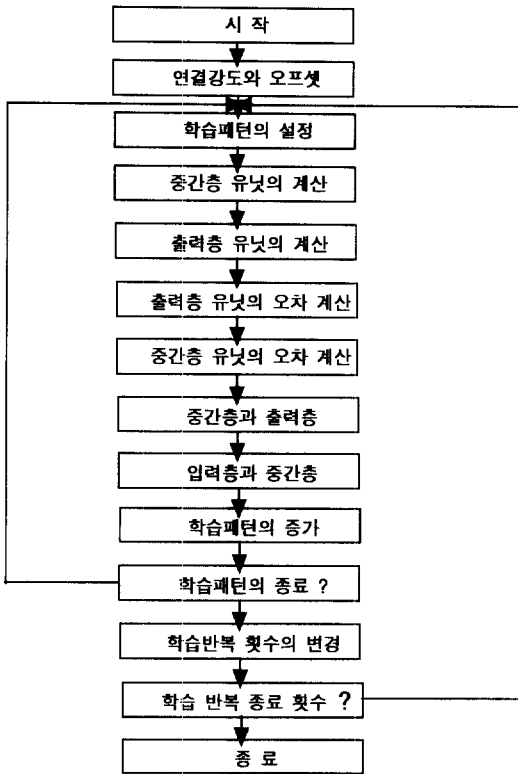 시 작
연결강도와 오프셋
학습패턴의 설정
중간층 유닛의 계산
출력층 유닛의 계산
출력층 유닛의 오차 계산
중간층 유닛의 오차 계산
중간층과 출력층
입력층과 중간층
학습패턴의 증가
학습패턴의 종료 ?
학습반복 횟수의 변경
학습 반복 종료 횟수 ?
종 료